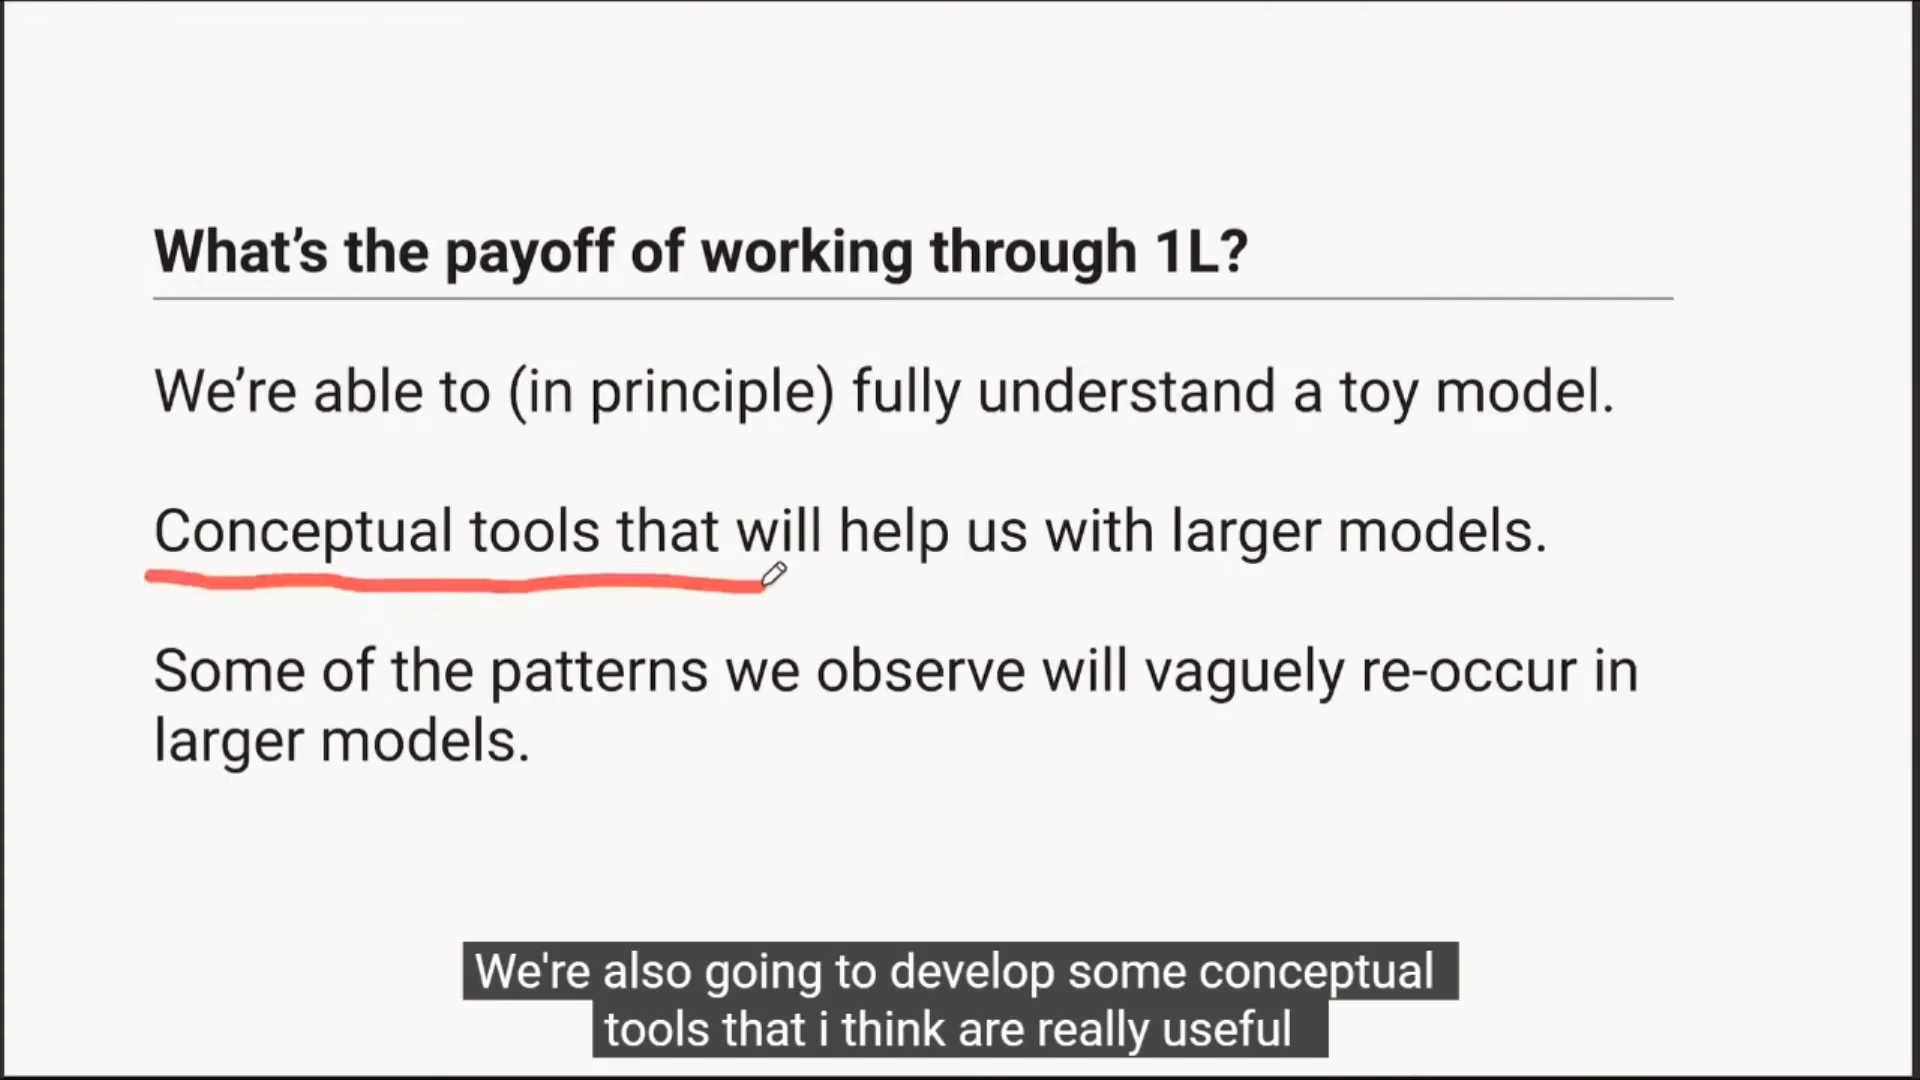 What’s the payoff of working through 1L?
We’re able to (in principle) fully understand a toy model.
Conceptual tools that will help us with larger models.
Some of the patterns we observe will vaguely re-occur in
larger models.
We're also going to develop some conceptual
tools that i think are really useful